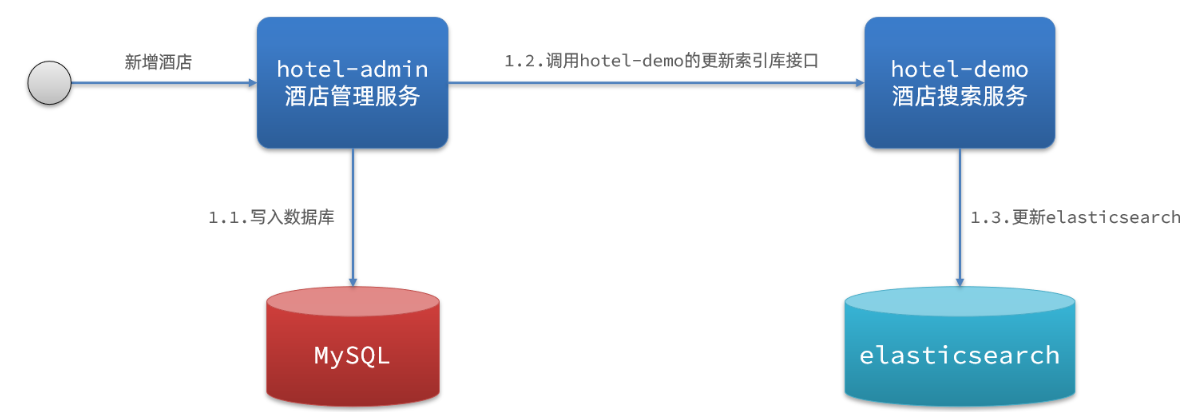 新增酒店
hotel-admin
酒店管理服务
1.2.调用hotel-demo的更新索引库接口
hotel-demo
酒店搜索服务
1.1.写入数据库
1.3.更新elasticsearch
MySQL
elasticsearch